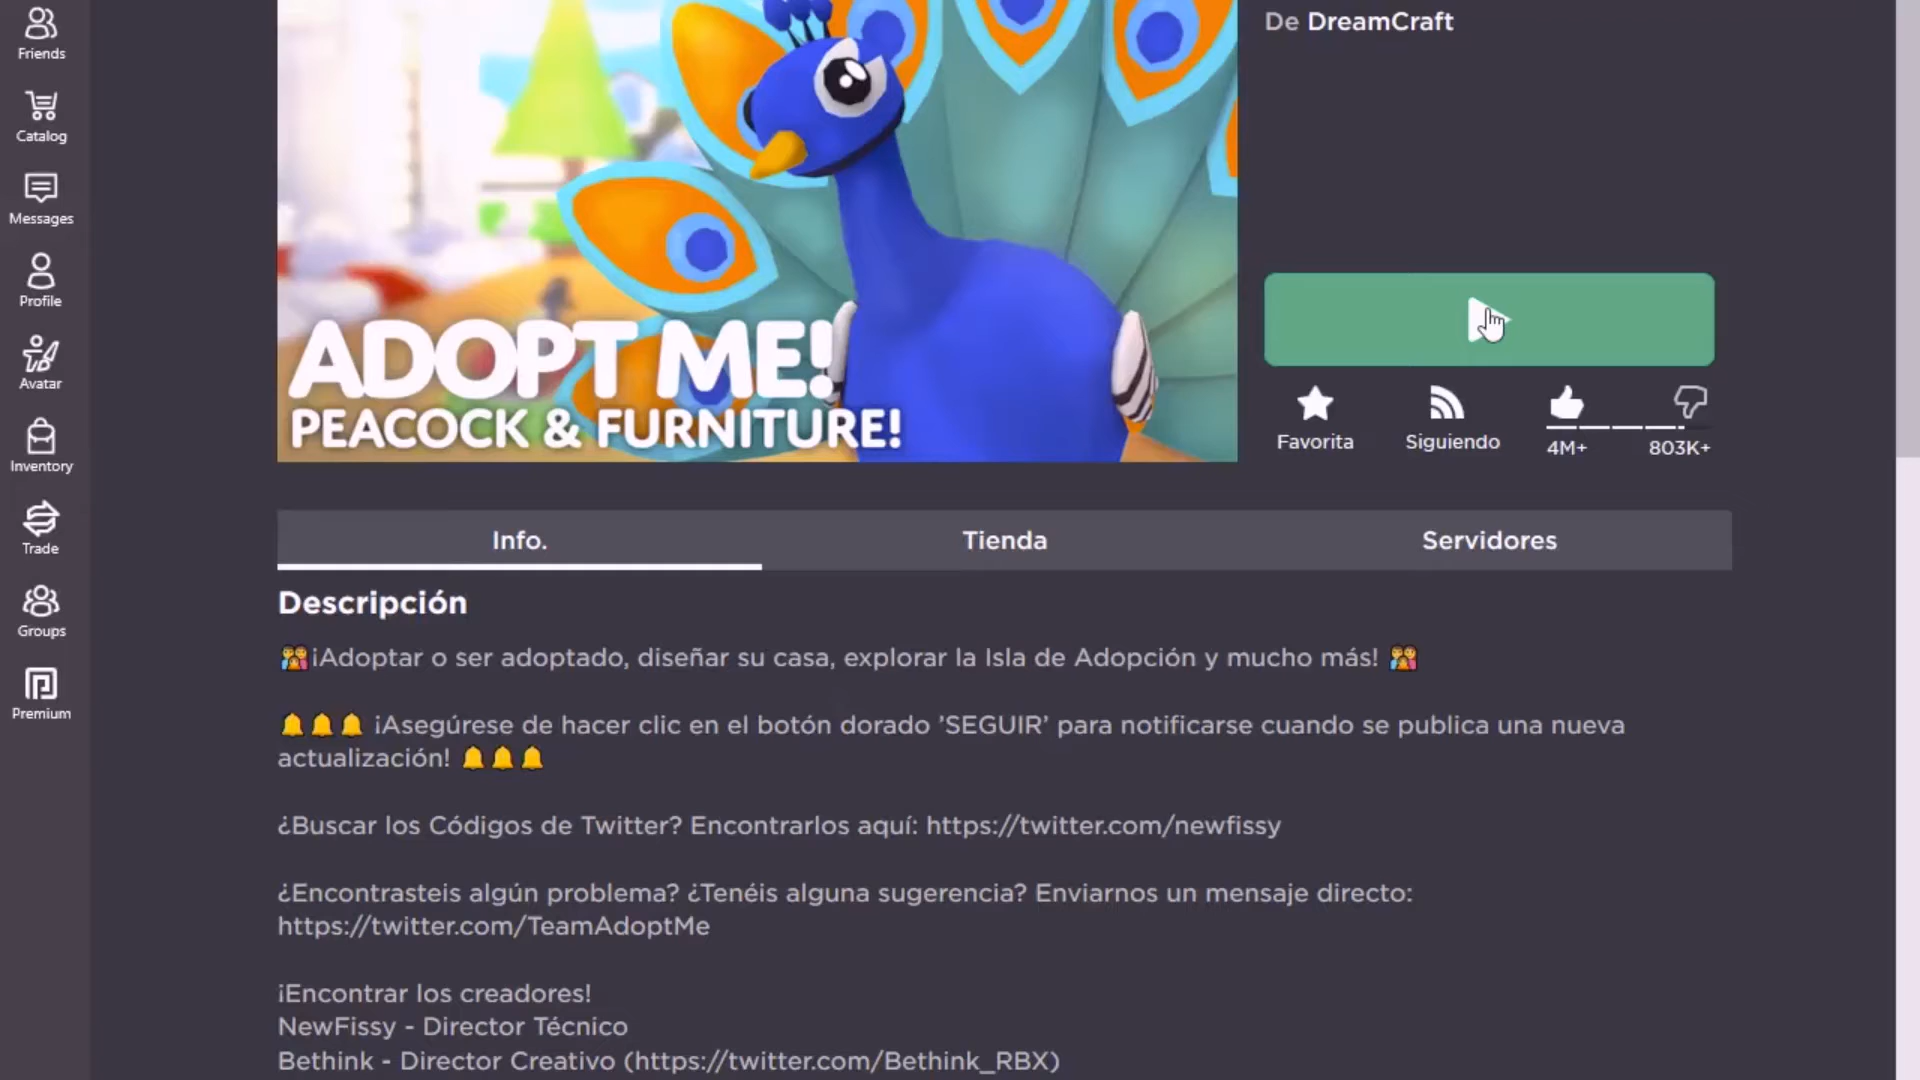 Friends
Catalog
Messages
Profile
Avatar
Inventory
Trade
Groups
Premium
ADOPT ME!
PEACOCK & FURNITURE!
De DreamCraft
Favorita
Siguiendo
4M+
803K+
Info.
Tienda
Servidores
Descripción
👨‍👩‍👧¡Adoptar o ser adoptado, diseñar su casa, explorar la Isla de Adopción y mucho más! 👨‍👩‍👧
🔔🔔🔔 ¡Asegúrese de hacer clic en el botón dorado ’SEGUIR’ para notificarse cuando se publica una nueva
actualización! 🔔🔔🔔
¿Buscar los Códigos de Twitter? Encontrarlos aquí: https://twitter.com/newfissy
¿Encontrasteis algún problema? ¿Tenéis alguna sugerencia? Enviarnos un mensaje directo:
https://twitter.com/TeamAdoptMe
¡Encontrar los creadores!
NewFissy - Director Técnico
Bethink - Director Creativo (https://twitter.com/Bethink_RBX)